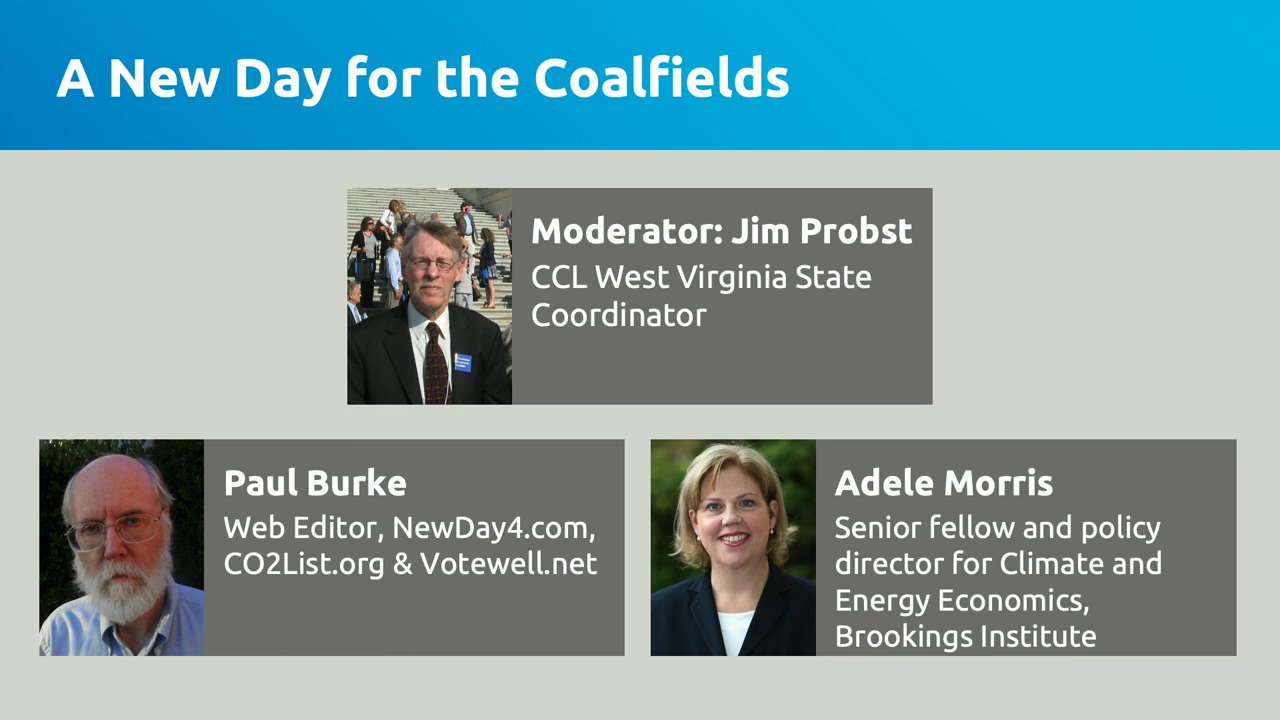 A New Day for the Coalfields
Moderator: Jim Probst
CCL West Virginia State
Coordinator
Paul Burke
Web Editor, NewDay4.com,
CO2List.org & Votewell.net
Adele Morris
Senior fellow and policy
director for Climate and
Energy Economics,
Brookings Institute